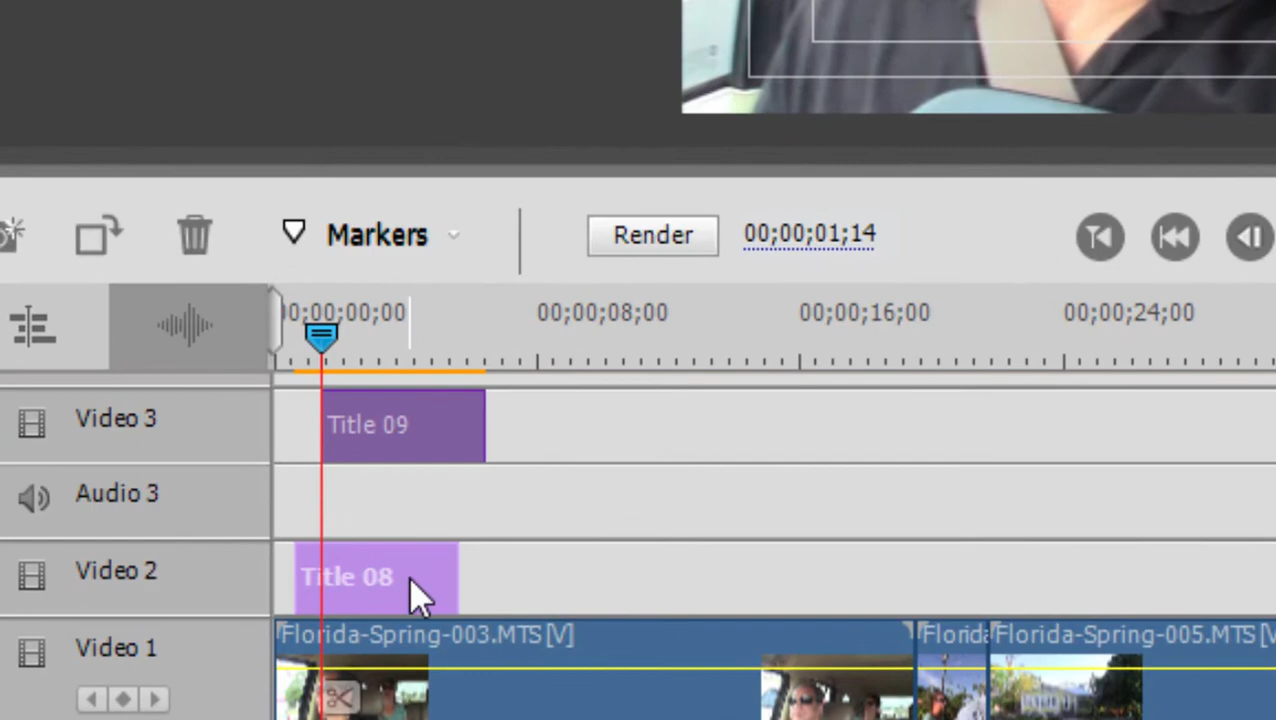 Markers Render 00;00;01;14
00;00;00;00 00;00;08;00 00;00;16;00 00;00;24;00
Video 3 Title 09
Audio 3
Video 2 Title 08
Video 1 Florida-Spring-003.MTS[V] Florida Florida-Spring-005.MTS[V